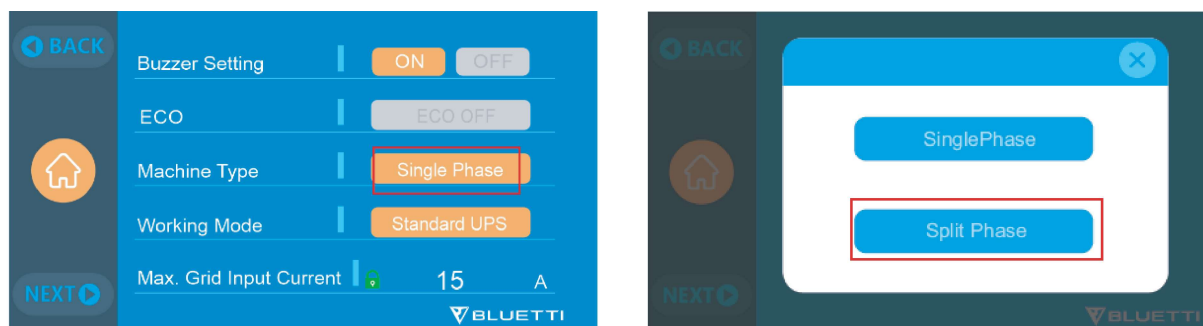 BACK
Buzzer Setting ON OFF
ECO ECO OFF
Machine Type Single Phase
Working Mode Standard UPS
Max. Grid Input Current 15 A
NEXT
BLUETTI
BACK
SinglePhase
Split Phase
NEXT
BLUETTI